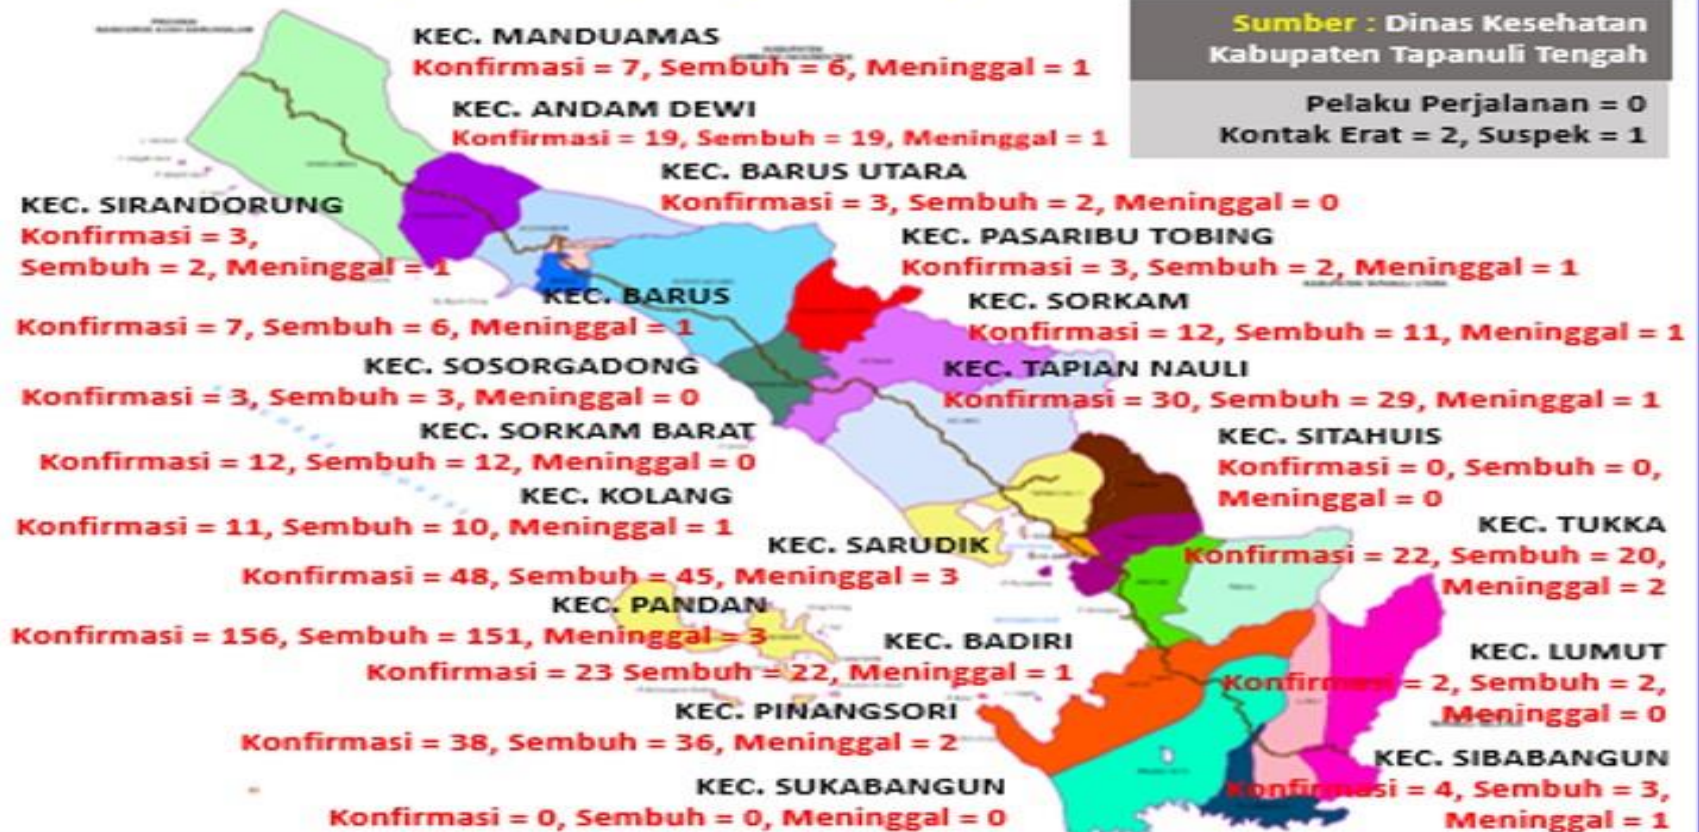 Sumber : Dinas Kesehatan
Kabupaten Tapanuli Tengah
Pelaku Perjalanan = 0
Kontak Erat = 2, Suspek = 1
KEC. MANDUAMAS
Konfirmasi = 7, Sembuh = 6, Meninggal = 1
KEC. ANDAM DEWI
Konfirmasi = 19, Sembuh = 19, Meninggal = 1
KEC. BARUS UTARA
Konfirmasi = 3, Sembuh = 2, Meninggal = 0
KEC. SIRANDORUNG
Konfirmasi = 3,
Sembuh = 2, Meninggal = 1
KEC. PASARIBU TOBING
Konfirmasi = 3, Sembuh = 2, Meninggal = 1
KEC. BARUS
Konfirmasi = 7, Sembuh = 6, Meninggal = 1
KEC. SORKAM
Konfirmasi = 12, Sembuh = 11, Meninggal = 1
KEC. SOSORGADONG
Konfirmasi = 3, Sembuh = 3, Meninggal = 0
KEC. TAPIAN NAULI
Konfirmasi = 30, Sembuh = 29, Meninggal = 1
KEC. SORKAM BARAT
Konfirmasi = 12, Sembuh = 12, Meninggal = 0
KEC. SITAHUIS
Konfirmasi = 0, Sembuh = 0,
Meninggal = 0
KEC. KOLANG
Konfirmasi = 11, Sembuh = 10, Meninggal = 1
KEC. TUKKA
Konfirmasi = 22, Sembuh = 20,
Meninggal = 2
KEC. SARUDIK
Konfirmasi = 48, Sembuh = 45, Meninggal = 3
KEC. PANDAN
Konfirmasi = 156, Sembuh = 151, Meninggal = 3
KEC. BADIRI
Konfirmasi = 23 Sembuh = 22, Meninggal = 1
KEC. LUMUT
Konfirmasi = 2, Sembuh = 2,
Meninggal = 0
KEC. PINANGSORI
Konfirmasi = 38, Sembuh = 36, Meninggal = 2
KEC. SIBABANGUN
Konfirmasi = 4, Sembuh = 3,
Meninggal = 1
KEC. SUKABANGUN
Konfirmasi = 0, Sembuh = 0, Meninggal = 0